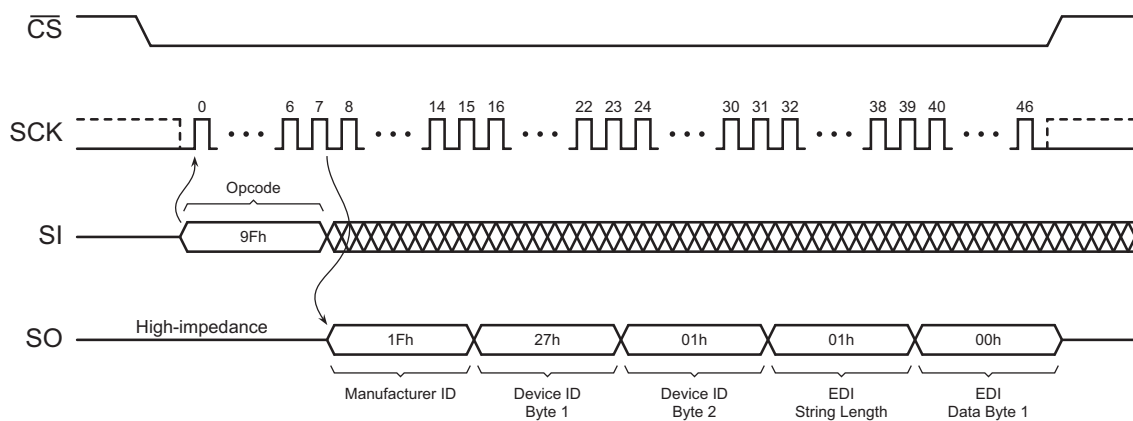 CS
SCK
0 6 7 8 14 15 16 22 23 24 30 31 32 38 39 40 46
Opcode
SI
9Fh
SO
High-impedance
1Fh 27h 01h 01h 00h
Manufacturer ID
Device ID
Byte 1
Device ID
Byte 2
EDI
String Length
EDI
Data Byte 1